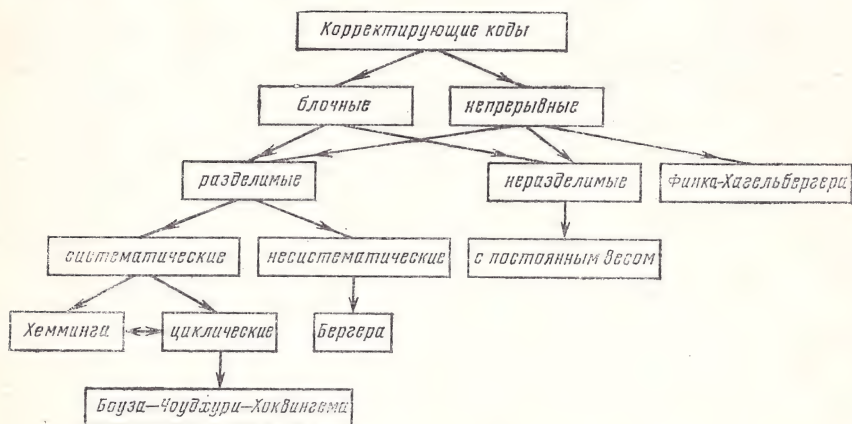 Корректирующие коды
блочные
непрерывные
разделимые
неразделимые
Финка-Хагельбергера
систематические
несистематические
с постоянным весом
Хемминга
циклические
Бергера
Боуза-Чоудхури-Хоквингема